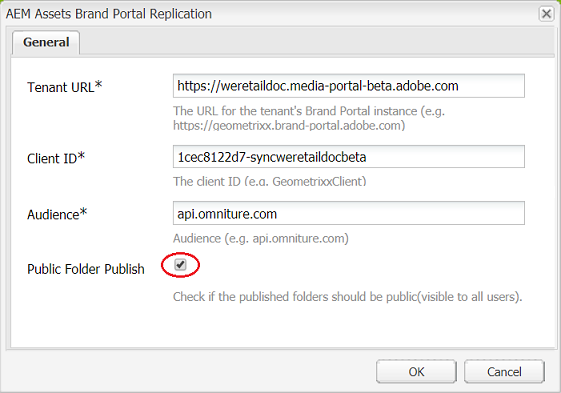 AEM Assets Brand Portal Replication
General
Tenant URL*
https://weretaildoc.media-portal-beta.adobe.com
The URL for the tenant's Brand Portal instance (e.g.
https://geometrixx.brand-portal.adobe.com)
Client ID*
1cec8122d7-syncweretaildocbeta
The client ID (e.g. GeometrixxClient)
Audience*
api.omniture.com
Audience (e.g. api.omniture.com)
Public Folder Publish
Check if the published folders should be public(visible to all users).
OK
Cancel